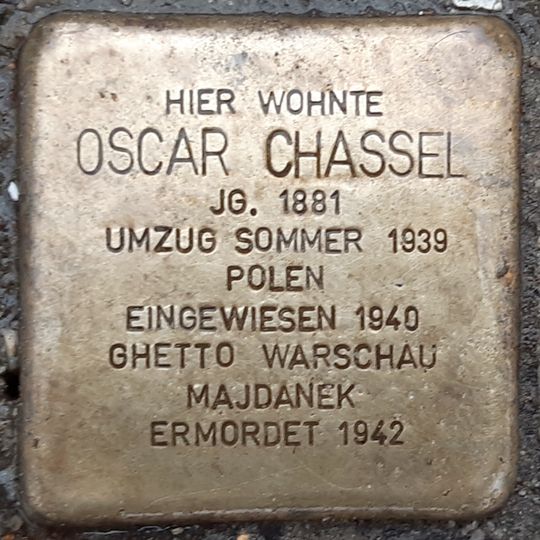 HIER WOHNTE
OSCAR CHASSEL
JG. 1881
UMZUG SOMMER 1939
POLEN
EINGEWIESEN 1940
GHETTO WARSCHAU
MAJDANEK
ERMORDET 1942